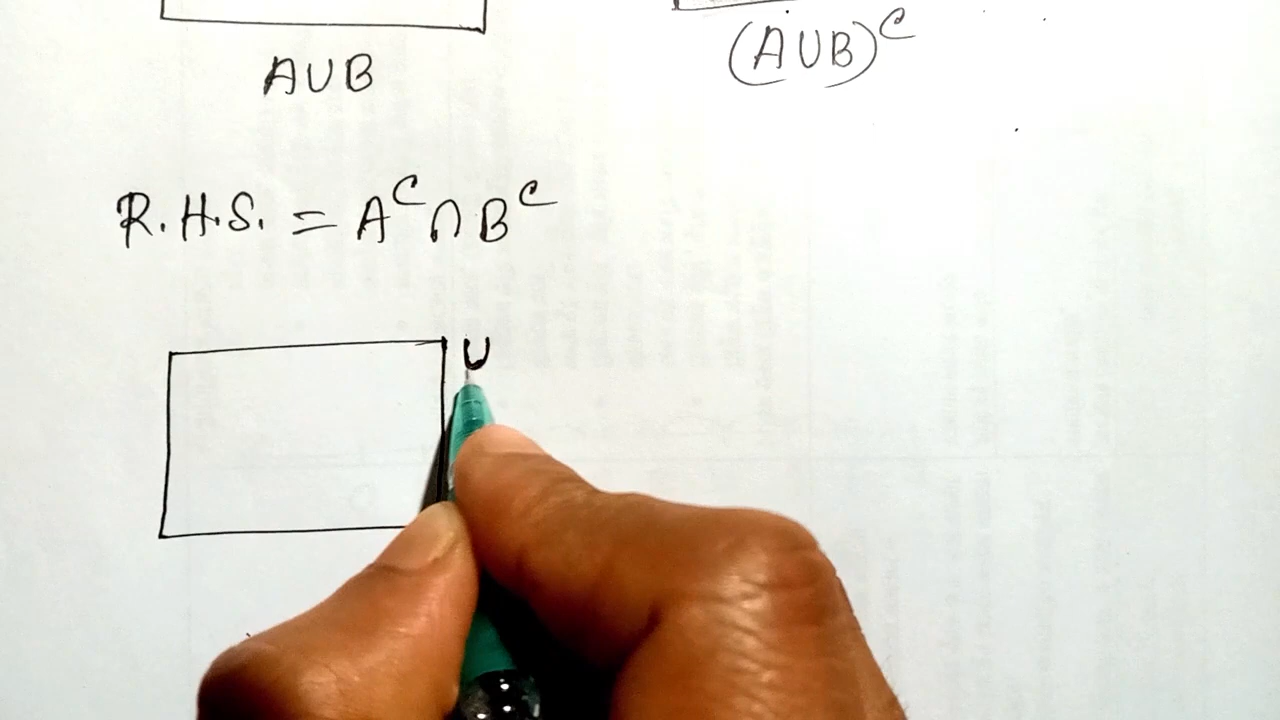 A∪B
(A∪B)ᶜ
R.H.S. = Aᶜ∩Bᶜ
U